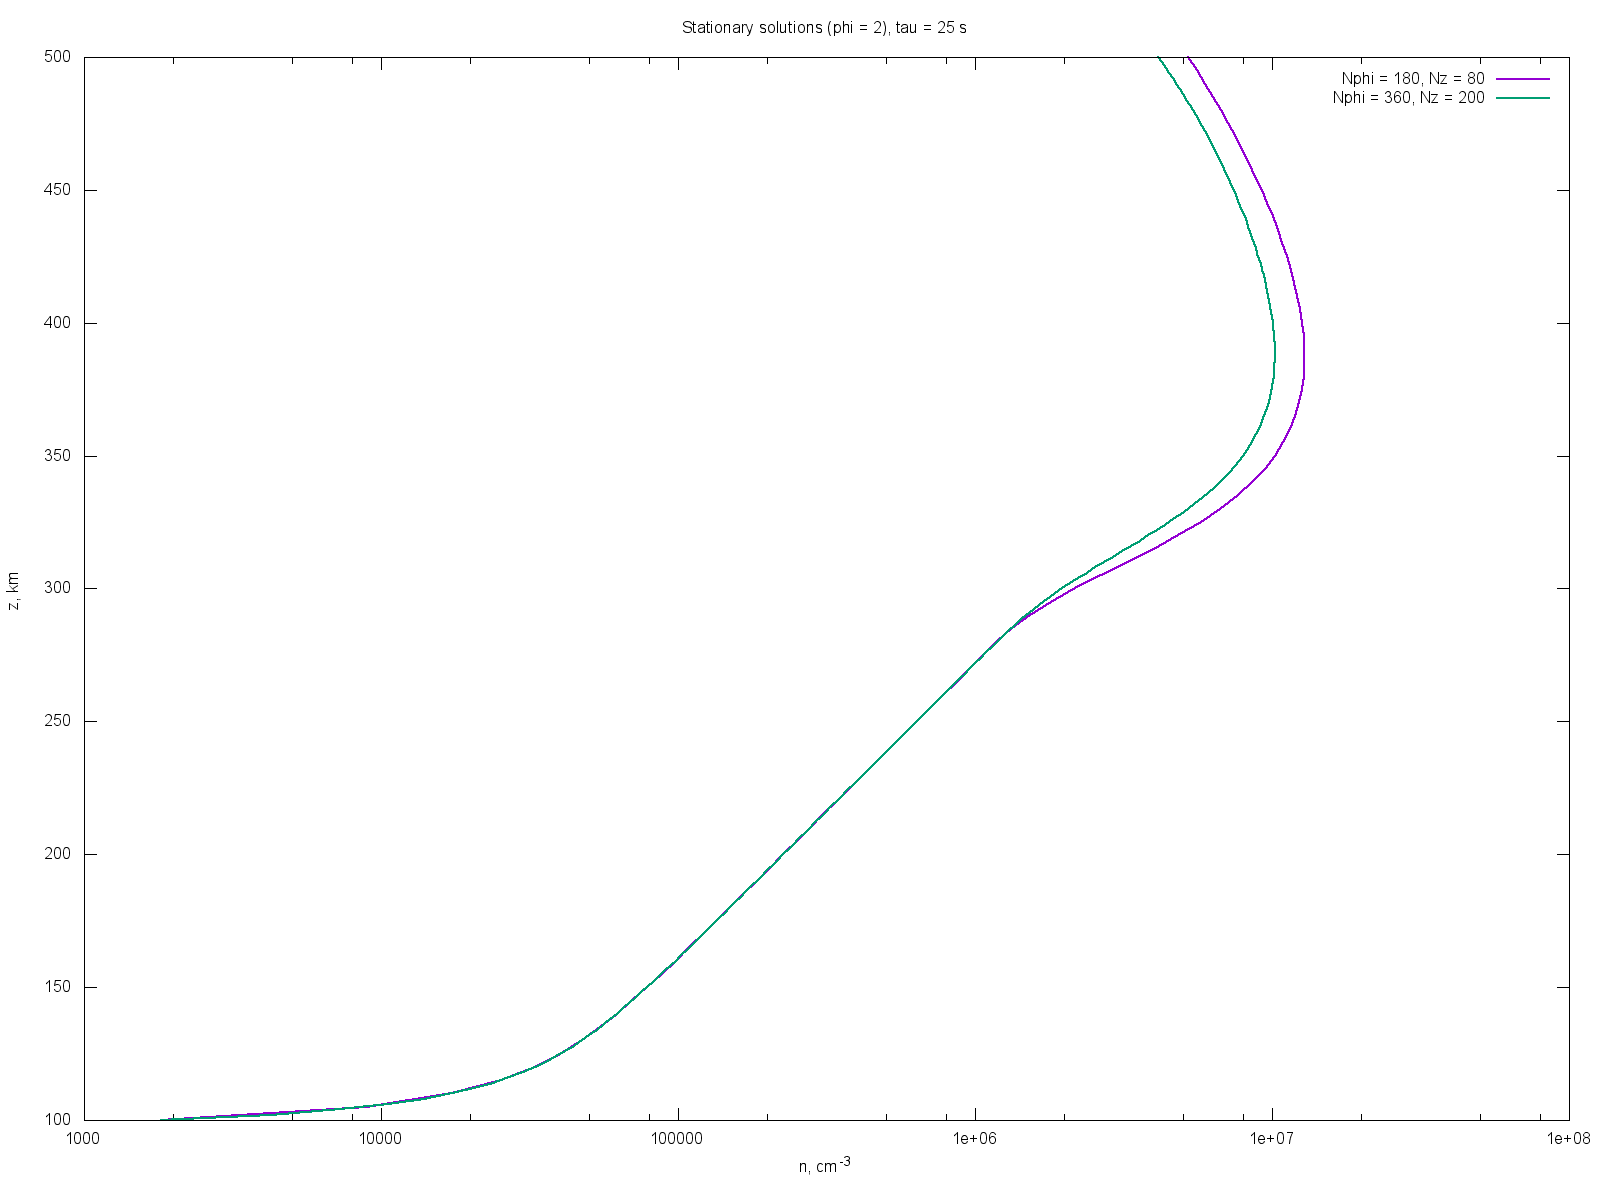 Stationary solutions (phi = 2), tau = 25 s
Nphi = 180, Nz = 80
Nphi = 360, Nz = 200
500
450
400
350
300
250
200
150
100
z, km
1000
10000
100000
1e+06
1e+07
1e+08
n, cm-3